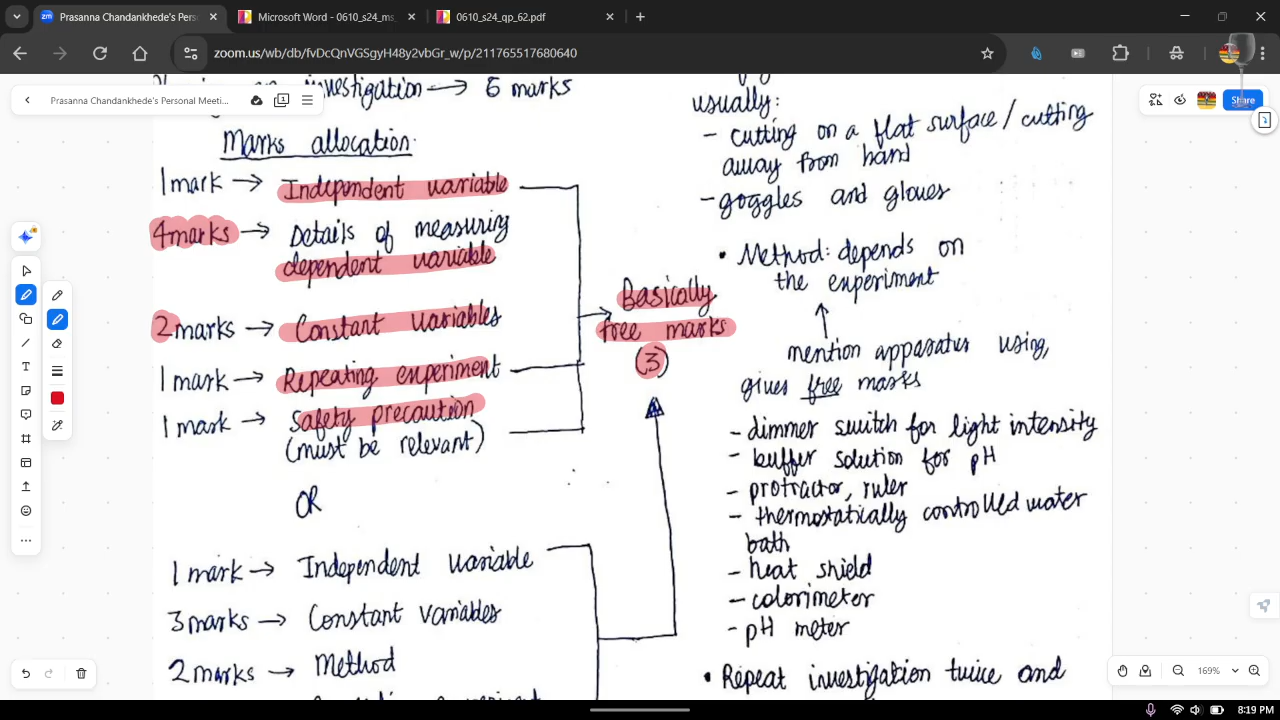 Prasanna Chandankhede's Pers
Microsoft Word - 0610_s24_ms_
0610_s24_qp_62.pdf
zoom.us/wb/db/fvDcQnVGSgyH48y2vbGr_w/p/211765517680640
Prasanna Chandankhede's Personal Meeti...
Share
investigation → 6 marks
Marks allocation
1 mark → Independent variable
4 marks → Details of measuring
dependent variable
2 marks → Constant variables
1 mark → Repeating experiment
1 mark → Safety precaution
(must be relevant)
OR
1 mark → Independent variable
3 marks → Constant variables
2 marks → Method
Basically
free marks
(3)
usually:
- cutting on a flat surface / cutting
away from hand
- goggles and gloves
• Method: depends on
the experiment
mention apparatus using,
gives free marks
- dimmer switch for light intensity
- buffer solution for pH
- protractor, ruler
- thermostatically controlled water
bath
- heat shield
- colorimeter
- pH meter
• Repeat investigation twice and
169%
8:19 PM